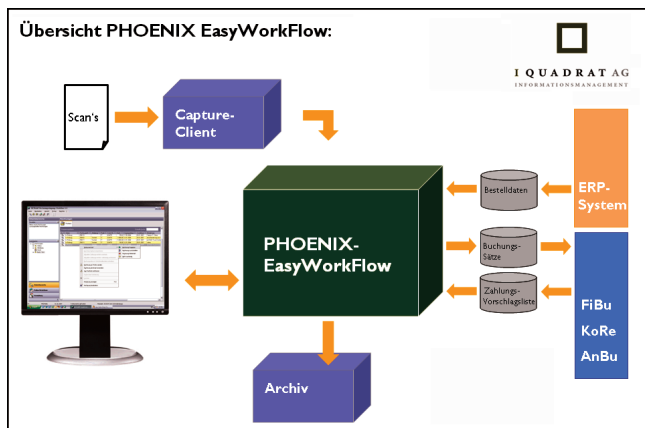 Übersicht PHOENIX EasyWorkFlow:
I QUADRAT AG
INFORMATIONSMANAGEMENT
Scan's
Capture-
Client
Bestelldaten
ERP-
System
PHOENIX-
EasyWorkFlow
Buchungs-
Sätze
Zahlungs-
Vorschlagsliste
FiBu
KoRe
AnBu
Archiv